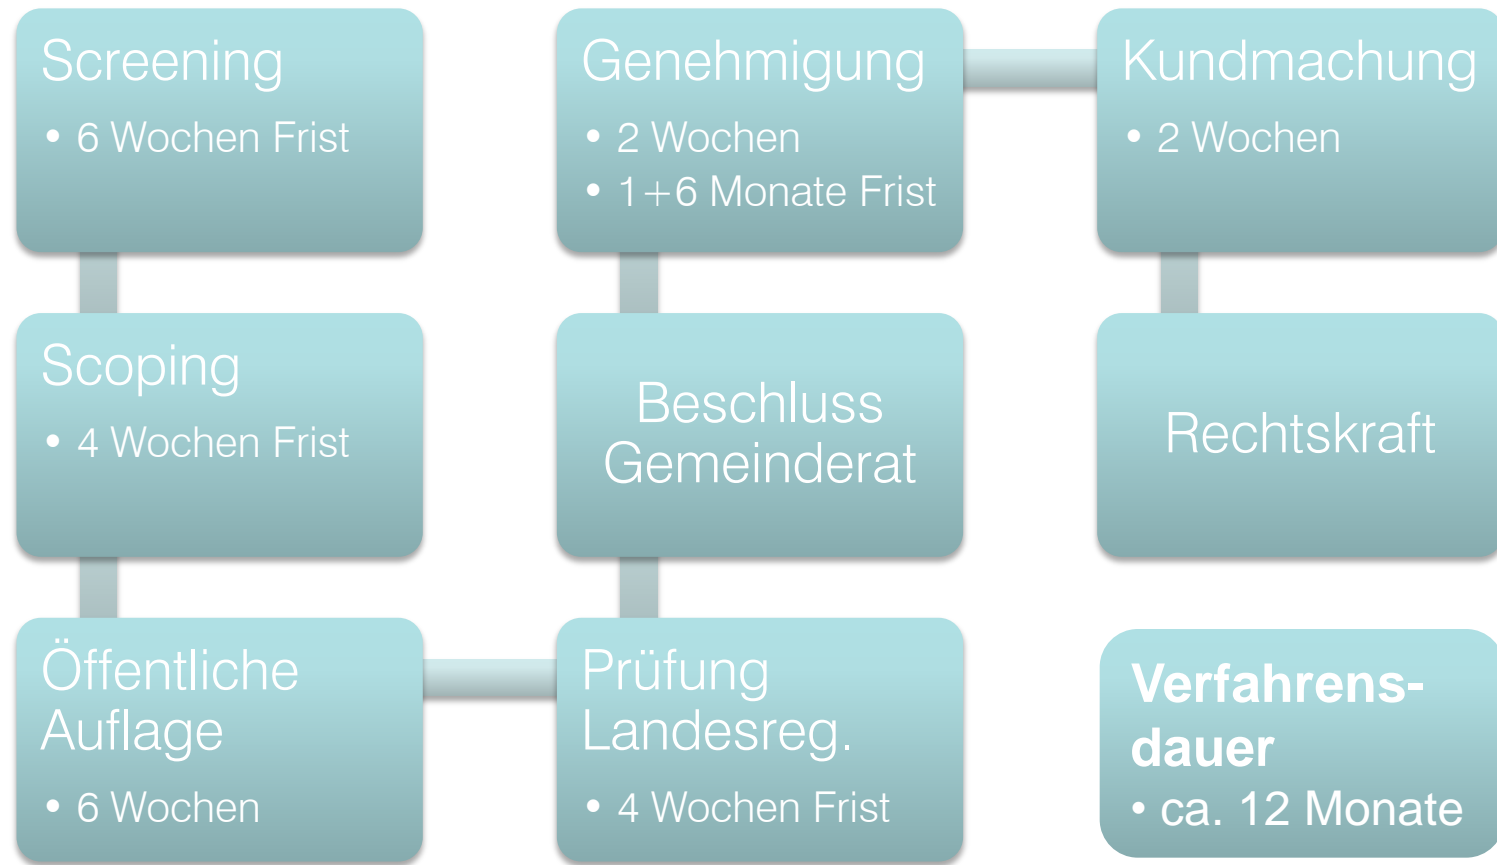 Screening
• 6 Wochen Frist
Scoping
• 4 Wochen Frist
Öffentliche
Auflage
• 6 Wochen
Prüfung
Landesreg.
• 4 Wochen Frist
Beschluss
Gemeinderat
Genehmigung
• 2 Wochen
• 1+6 Monate Frist
Kundmachung
• 2 Wochen
Rechtskraft
Verfahrens-
dauer
• ca. 12 Monate